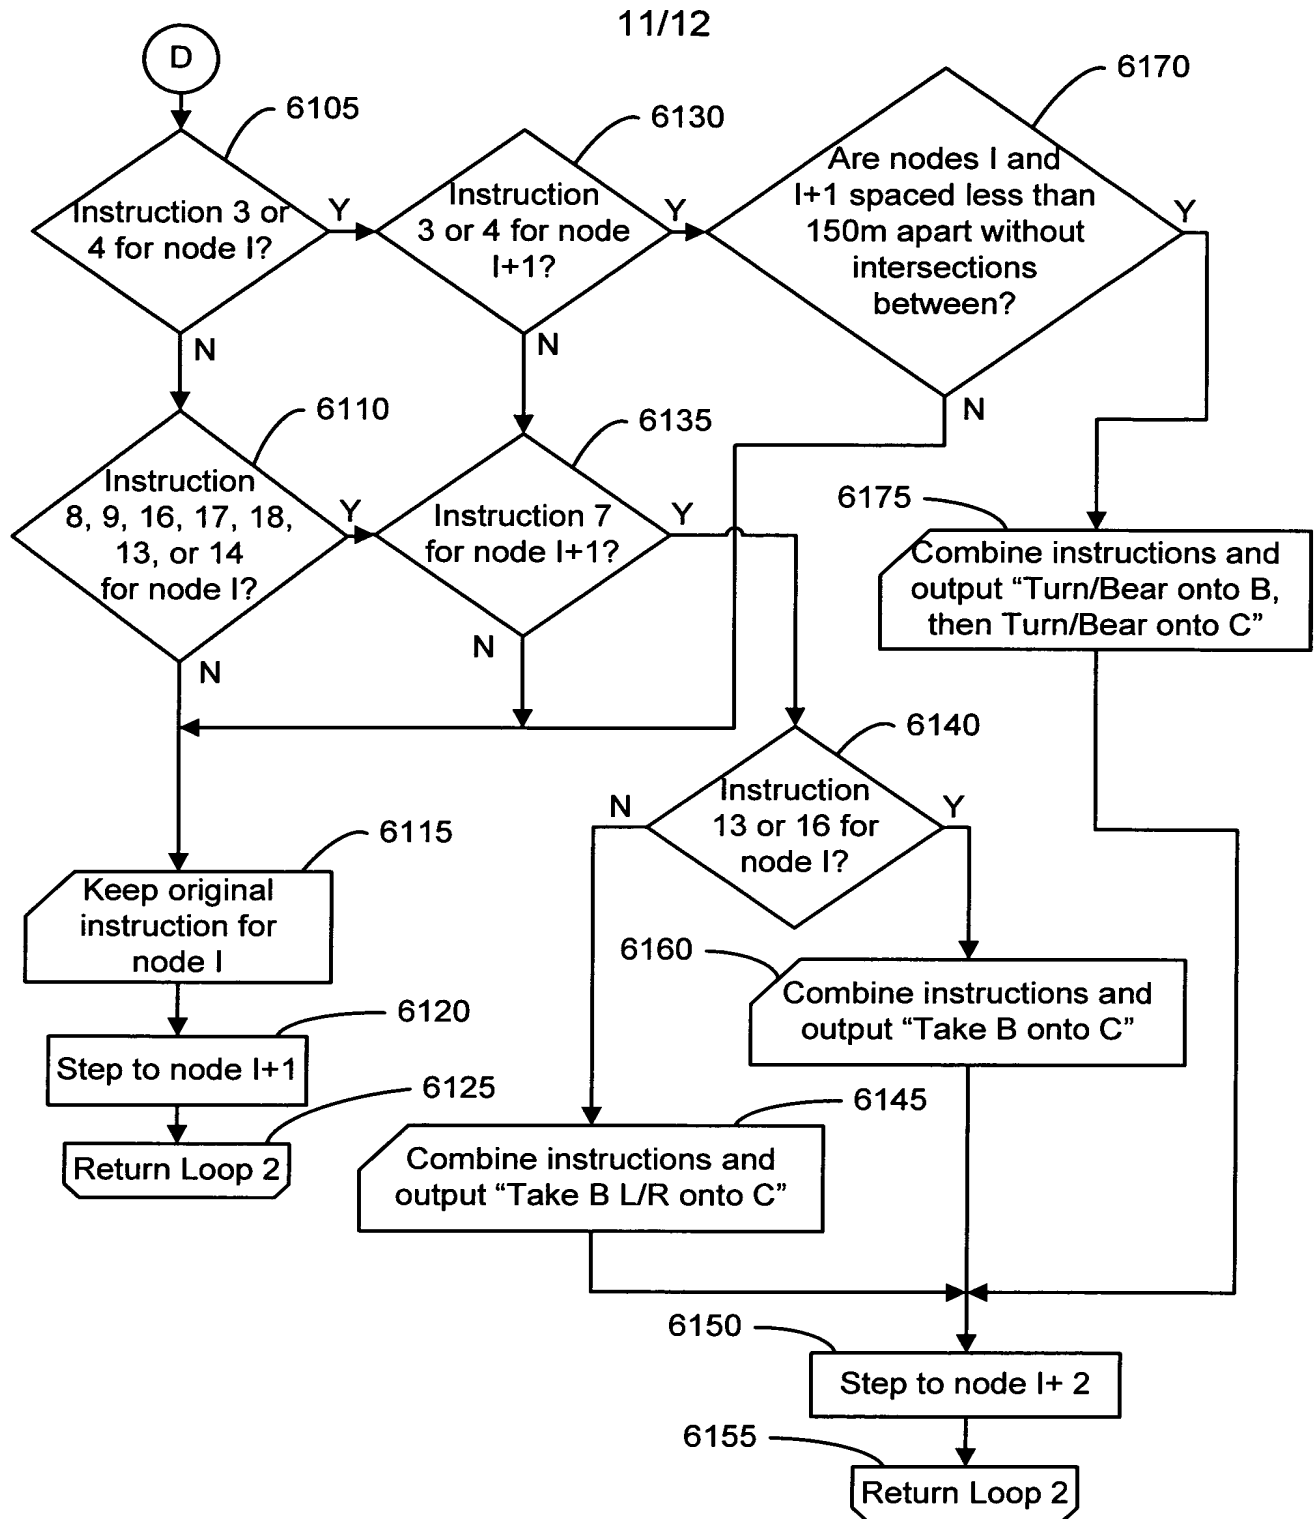 11/12
D
6105
Instruction 3 or
4 for node I?
Y
N
6130
Instruction
3 or 4 for node
I+1?
Y
N
6170
Are nodes I and
I+1 spaced less than
150m apart without
intersections
between?
Y
N
6110
Instruction
8, 9, 16, 17, 18,
13, or 14
for node I?
Y
N
6135
Instruction 7
for node I+1?
Y
N
6175
Combine instructions and
output “Turn/Bear onto B,
then Turn/Bear onto C”
6140
Instruction
13 or 16 for
node I?
N
Y
6115
Keep original
instruction for
node I
6160
Combine instructions and
output “Take B onto C”
6120
Step to node I+1
6125
Return Loop 2
6145
Combine instructions and
output “Take B L/R onto C”
6150
Step to node I+ 2
6155
Return Loop 2